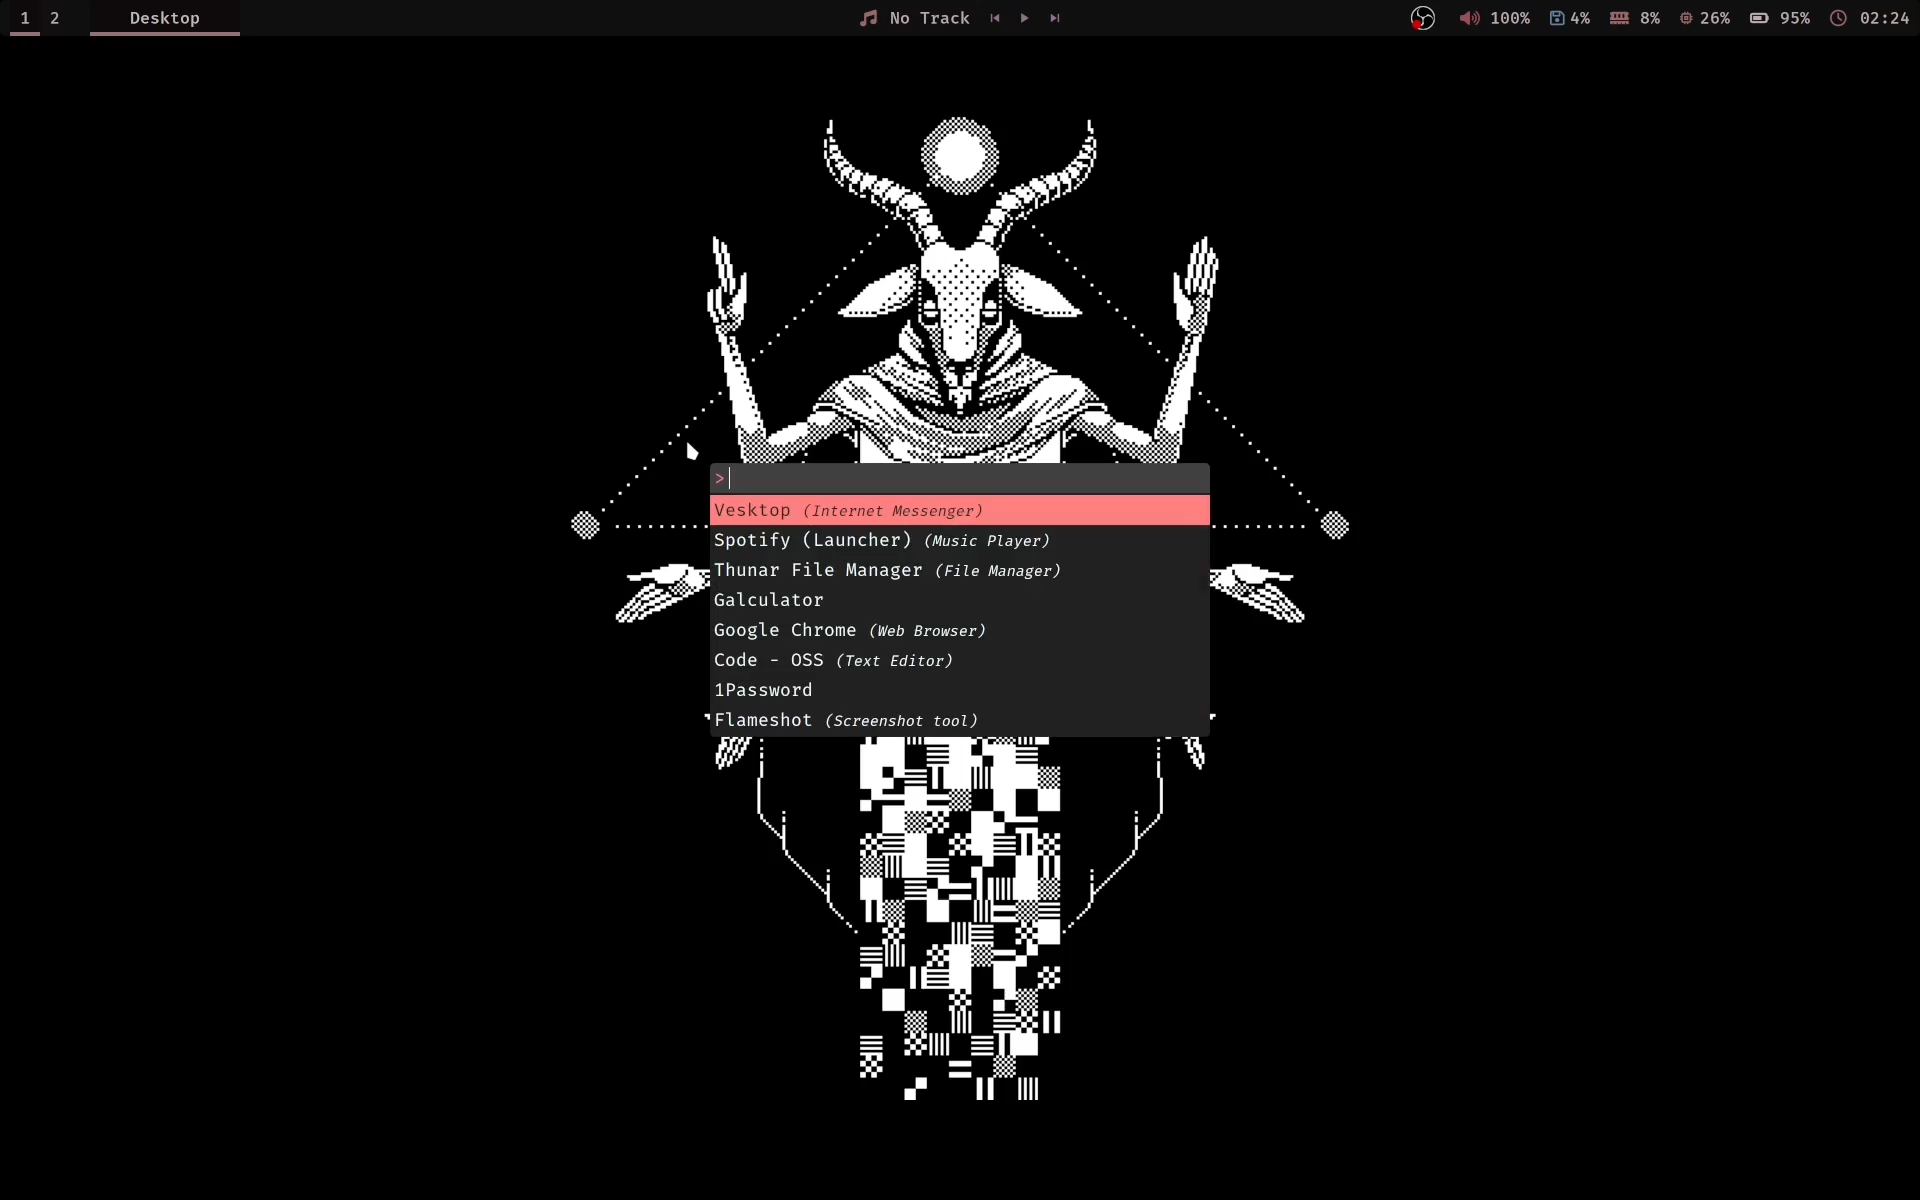 1 2 Desktop No Track 100% 4% 8% 26% 95% 02:24
>
Vesktop (Internet Messenger)
Spotify (Launcher) (Music Player)
Thunar File Manager (File Manager)
Galculator
Google Chrome (Web Browser)
Code - OSS (Text Editor)
1Password
Flameshot (Screenshot tool)